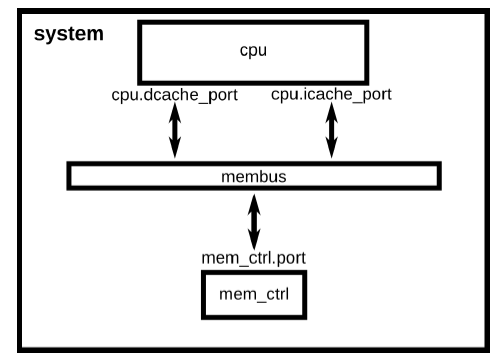 system
cpu
cpu.dcache_port
cpu.icache_port
membus
mem_ctrl.port
mem_ctrl